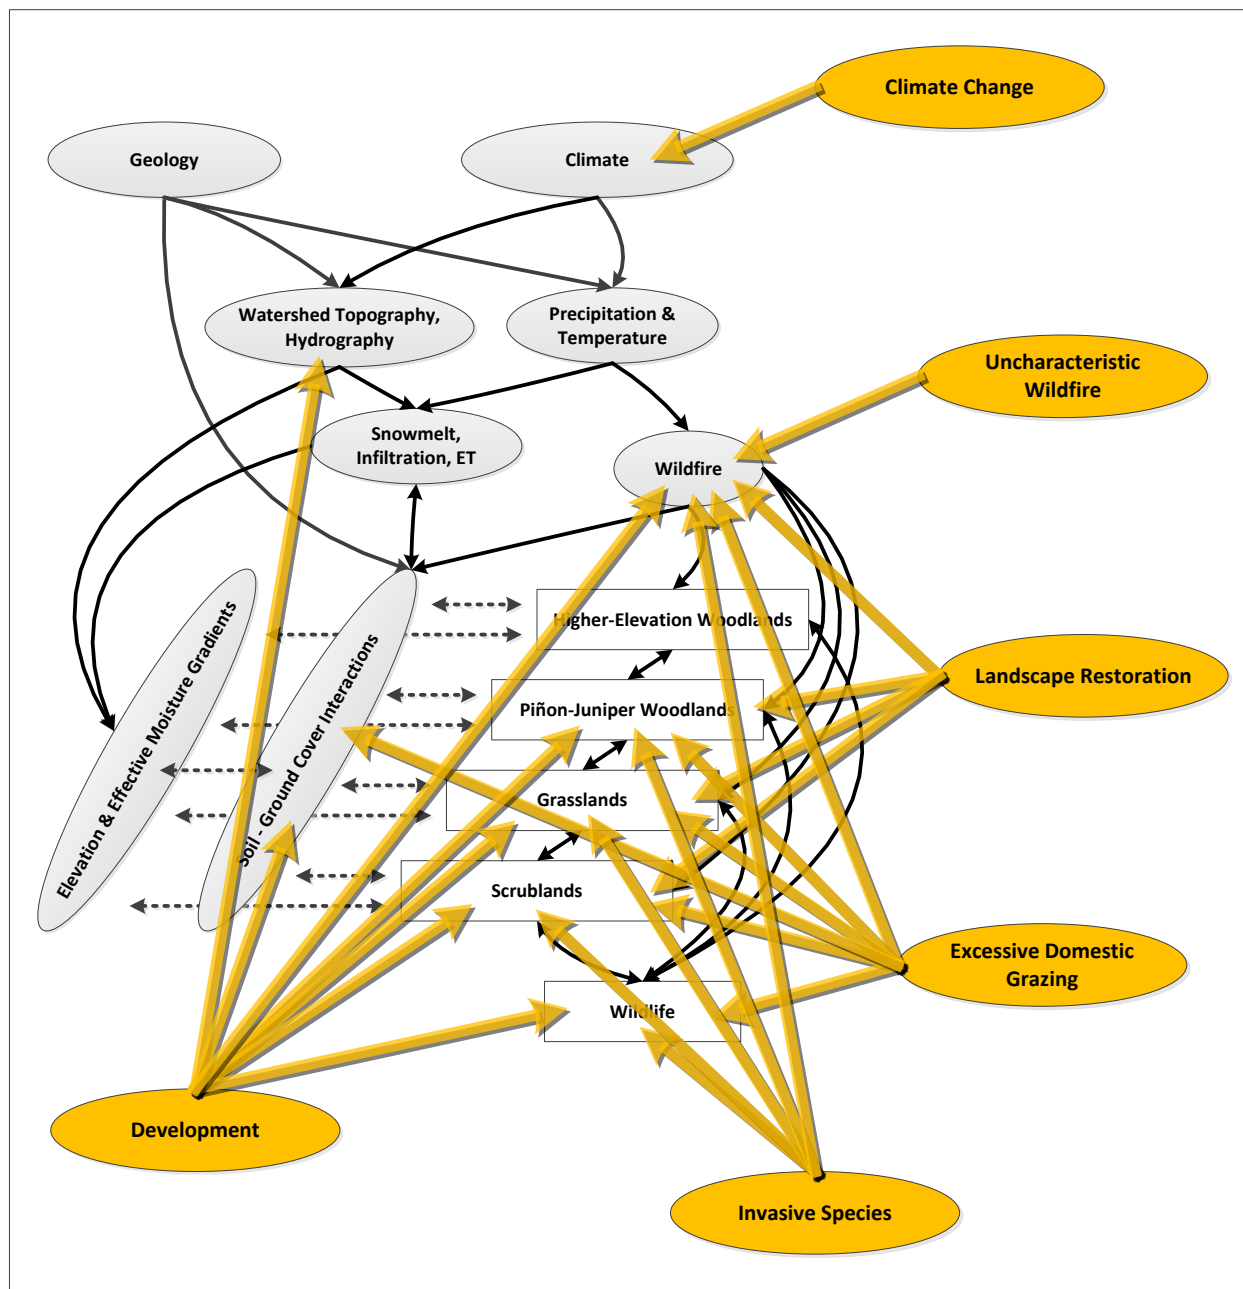 Climate Change
Geology
Climate
Watershed Topography,
Hydrography
Precipitation &
Temperature
Uncharacteristic
Wildfire
Snowmelt,
Infiltration, ET
Wildfire
Elevation & Effective Moisture Gradients
Soil - Ground Cover Interactions
Higher-Elevation Woodlands
Landscape Restoration
Piñon-Juniper Woodlands
Grasslands
Scrublands
Excessive Domestic
Grazing
Wildlife
Development
Invasive Species